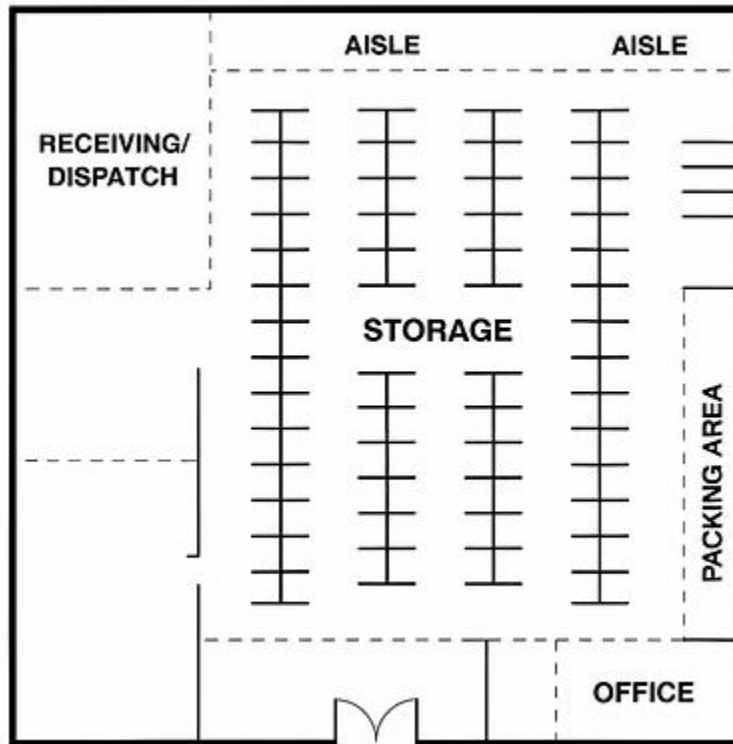 AISLE
AISLE
RECEIVING/
DISPATCH
STORAGE
PACKING AREA
OFFICE